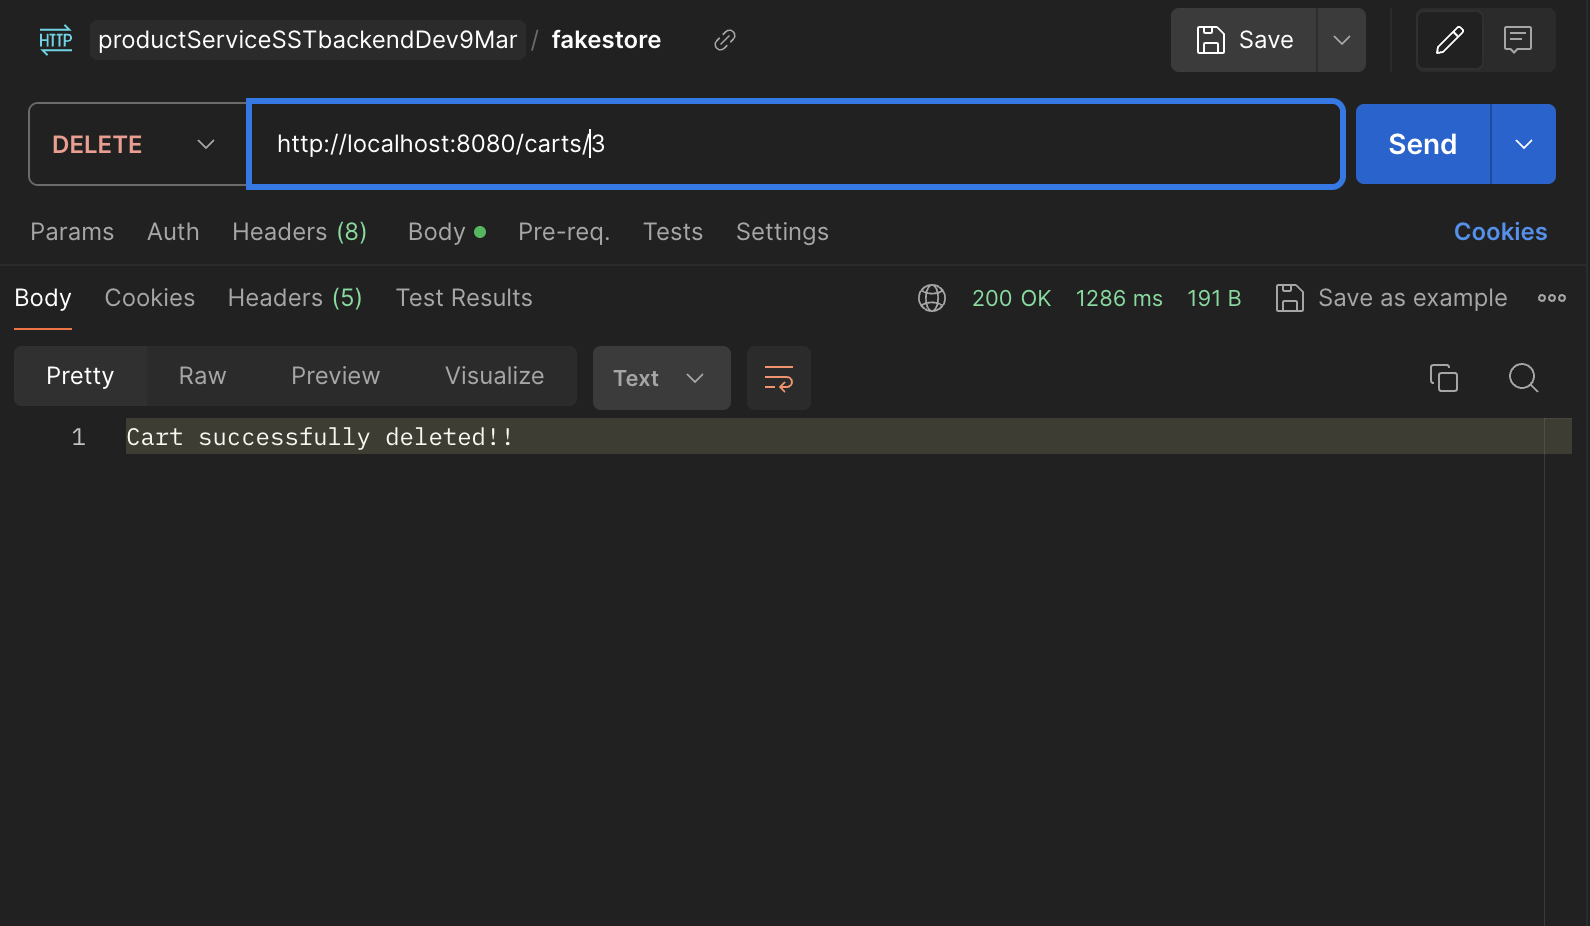 HTTP productServiceSSTbackendDev9Mar / fakestore Save
DELETE http://localhost:8080/carts/3 Send
Params Auth Headers (8) Body Pre-req. Tests Settings Cookies
Body Cookies Headers (5) Test Results 200 OK 1286 ms 191 B Save as example
Pretty Raw Preview Visualize Text
1 Cart successfully deleted!!